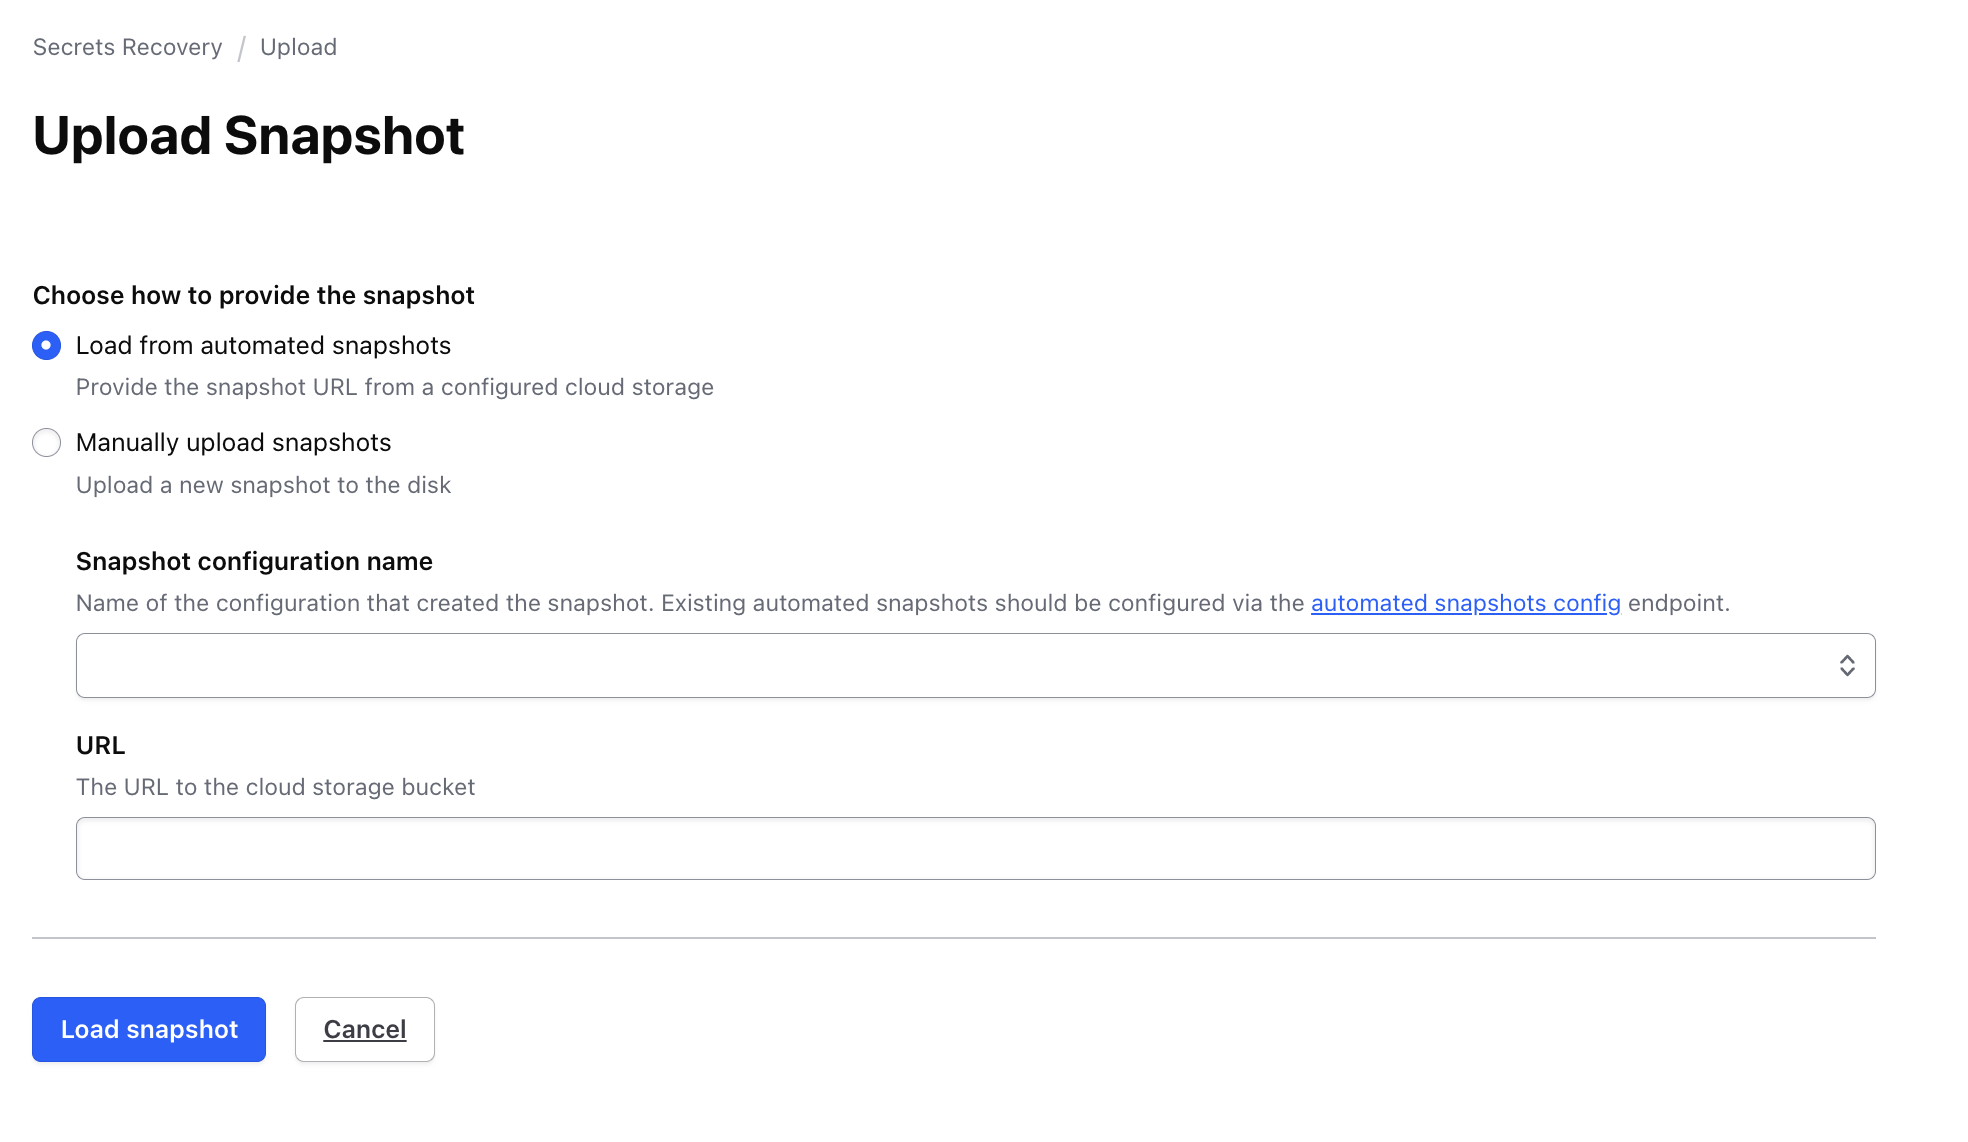 Secrets Recovery / Upload
Upload Snapshot
Choose how to provide the snapshot
Load from automated snapshots
Provide the snapshot URL from a configured cloud storage
Manually upload snapshots
Upload a new snapshot to the disk
Snapshot configuration name
Name of the configuration that created the snapshot. Existing automated snapshots should be configured via the automated snapshots config endpoint.
URL
The URL to the cloud storage bucket
Load snapshot Cancel